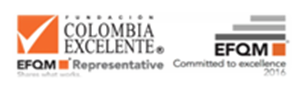 FUNDACIÓN
COLOMBIA
EXCELENTE®
EFQM Representative
Shares what works.
EFQM
Committed to excellence
2016